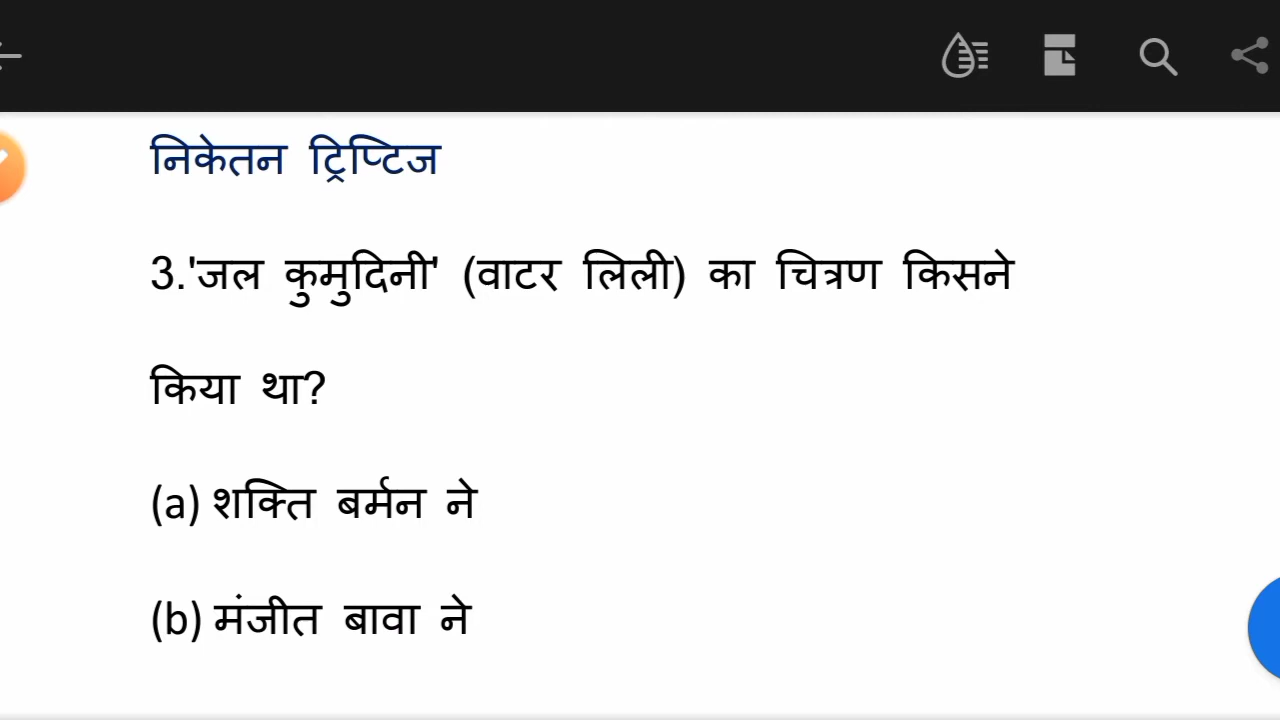 निकेतन ट्रिप्टिज
3.'जल कुमुदिनी' (वाटर लिली) का चित्रण किसने
किया था?
(a) शक्ति बर्मन ने
(b) मंजीत बावा ने